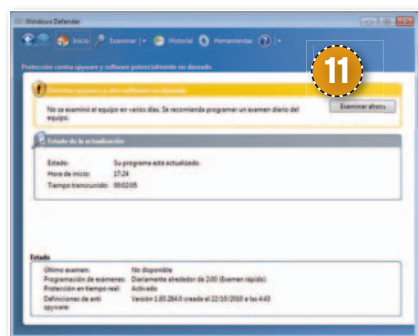 Windows Defender
Inicio Examinar Historial Herramientas
Protección contra spyware y software potencialmente no deseado
11
No se examinó el equipo en varios días. Se recomienda programar un examen diario del
equipo.
Examinar ahora
Estado de la actualización
Estado: Su programa está actualizado.
Hora de inicio: 17:24
Tiempo transcurrido: 00:02:05
Estado
Último examen: No disponible
Programación de exámenes: Diariamente alrededor de 2:00 (Examen rápido)
Protección en tiempo real: Activado
Definiciones de anti Versión 1.93.284.0 creada el 22/10/2010 a las 4:43
spyware: